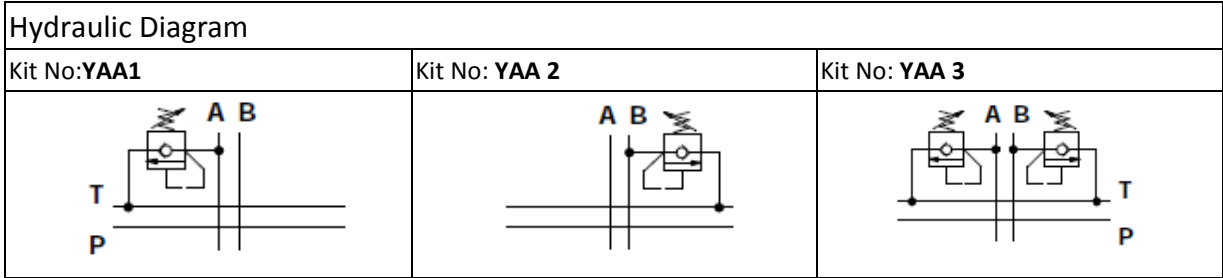 Hydraulic Diagram
Kit No:YAA1
Kit No: YAA 2
Kit No: YAA 3
A B
T
P
A B
A B
T
P